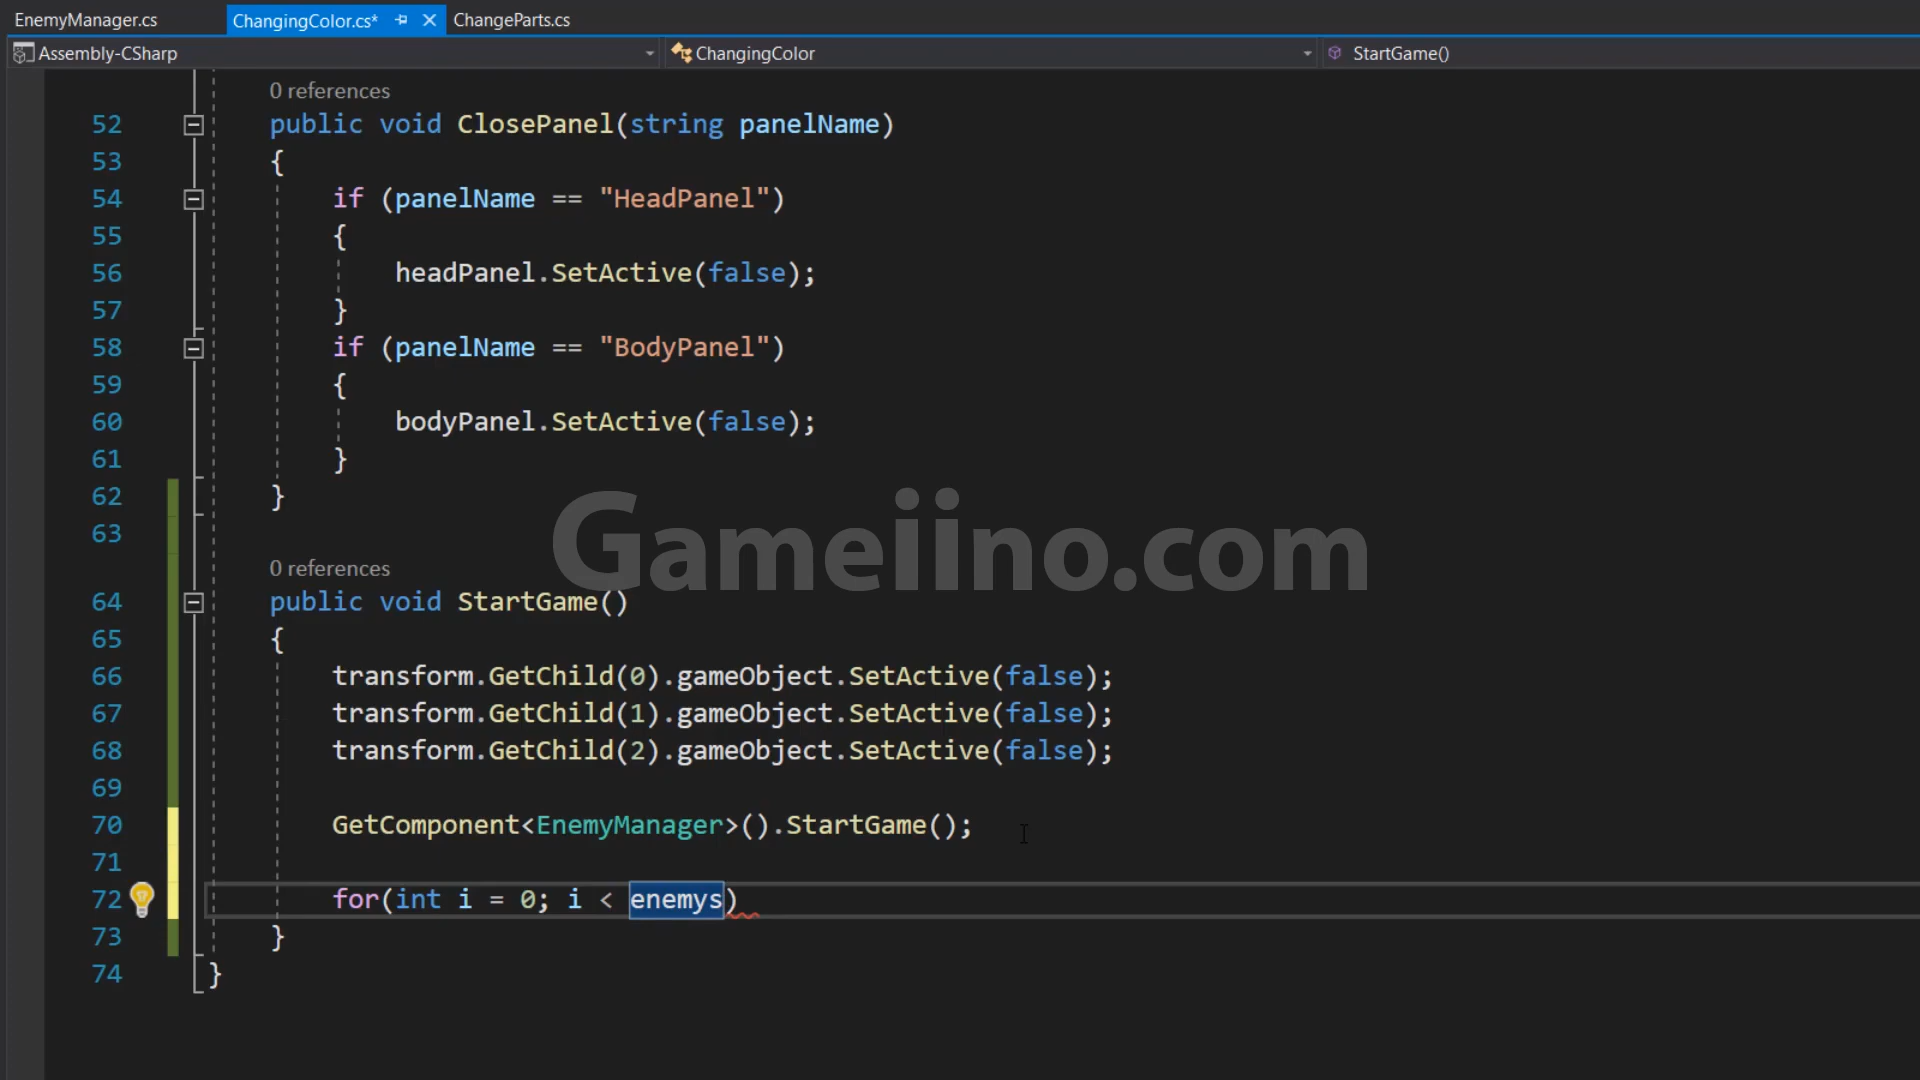 EnemyManager.cs ChangingColor.cs* ChangeParts.cs
Assembly-CSharp ChangingColor StartGame()
0 references
52 public void ClosePanel(string panelName)
53 {
54 if (panelName == "HeadPanel")
55 {
56 headPanel.SetActive(false);
57 }
58 if (panelName == "BodyPanel")
59 {
60 bodyPanel.SetActive(false);
61 }
62 }
63
Gameiino.com
0 references
64 public void StartGame()
65 {
66 transform.GetChild(0).gameObject.SetActive(false);
67 transform.GetChild(1).gameObject.SetActive(false);
68 transform.GetChild(2).gameObject.SetActive(false);
69
70 GetComponent<EnemyManager>().StartGame();
71
72 for(int i = 0; i < enemys)
73 }
74 }